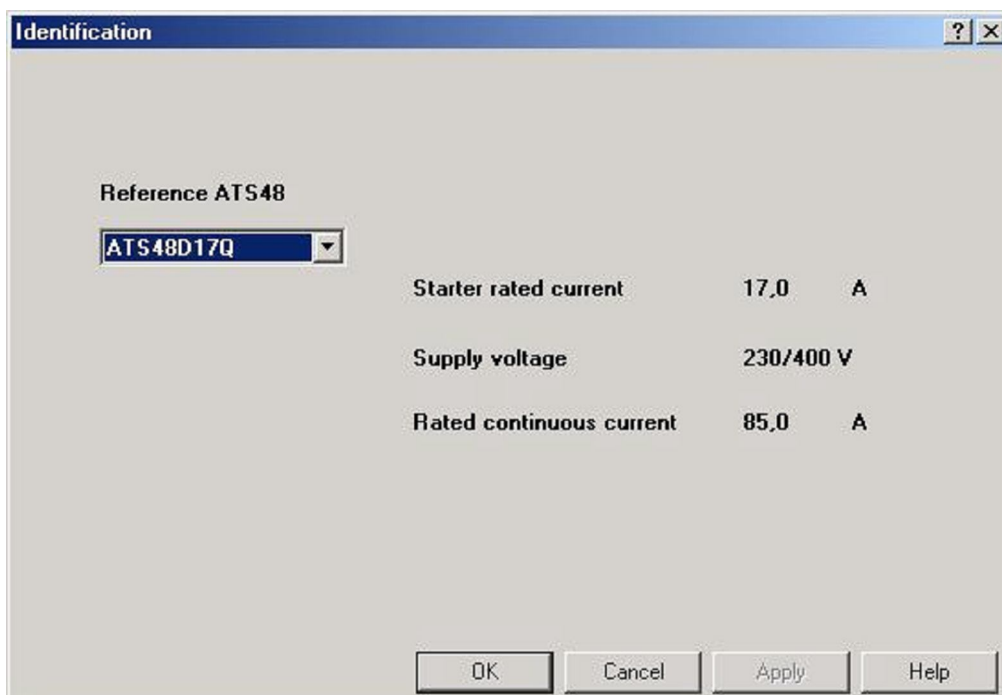 Identification
Reference ATS48
ATS48D17Q
Starter rated current 17,0 A
Supply voltage 230/400 V
Rated continuous current 85,0 A
OK Cancel Apply Help